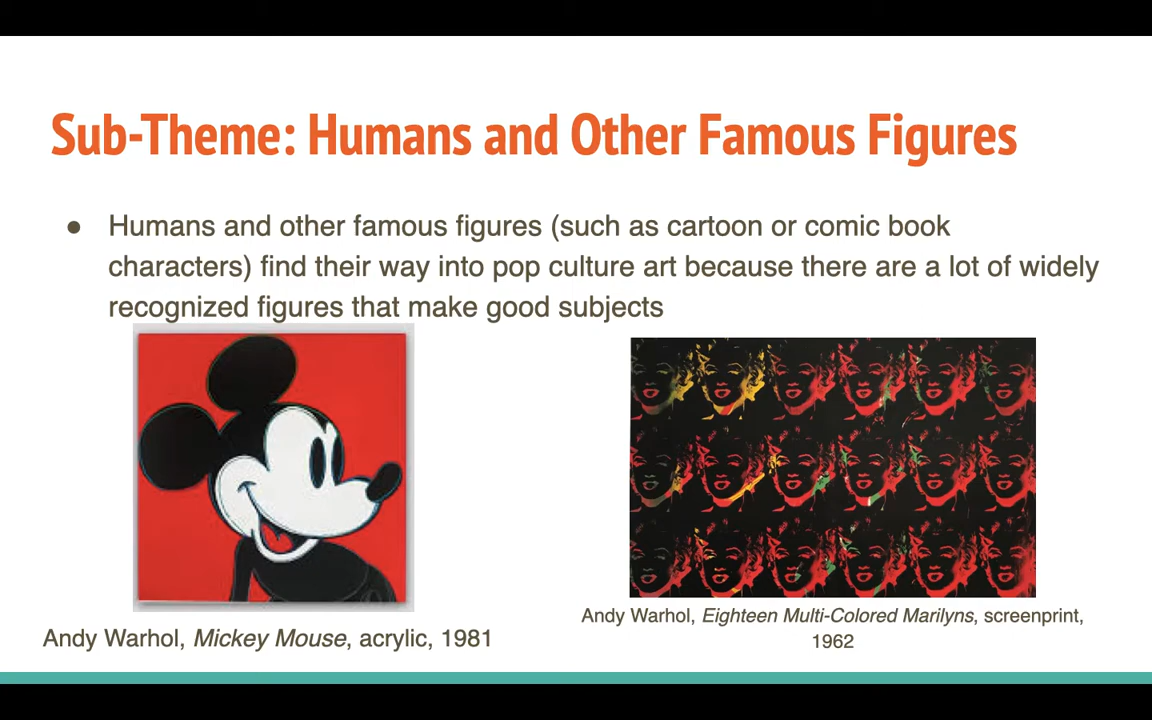 Sub-Theme: Humans and Other Famous Figures
● Humans and other famous figures (such as cartoon or comic book
characters) find their way into pop culture art because there are a lot of widely
recognized figures that make good subjects
Andy Warhol, Mickey Mouse, acrylic, 1981
Andy Warhol, Eighteen Multi-Colored Marilyns, screenprint,
1962